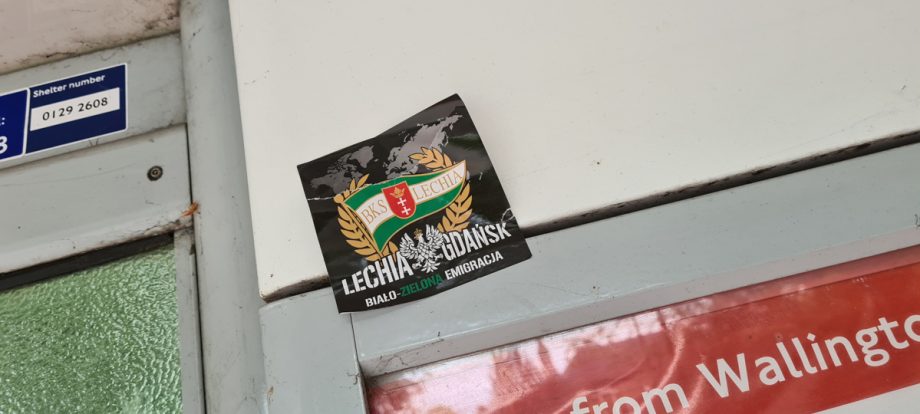 Shelter number
0129 2608
BKS LECHIA
LECHIA GDAŃSK
BIAŁO-ZIELONA EMIGRACJA
from Wallingto